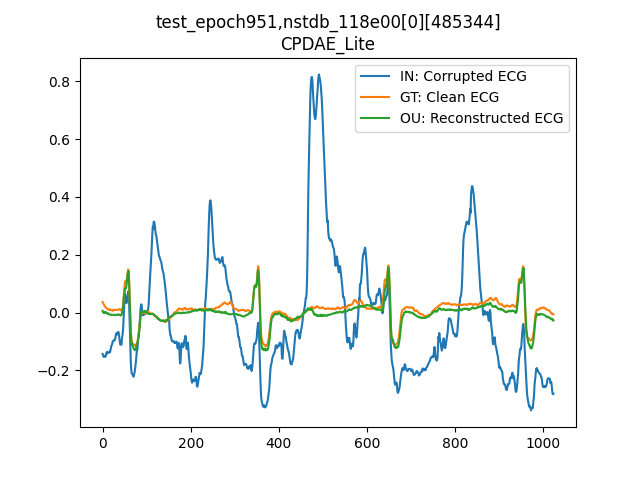 test_epoch951,nstdb_118e00[0][485344]
CPDAE_Lite
IN: Corrupted ECG
GT: Clean ECG
OU: Reconstructed ECG
0.8
0.6
0.4
0.2
0.0
−0.2
0 200 400 600 800 1000